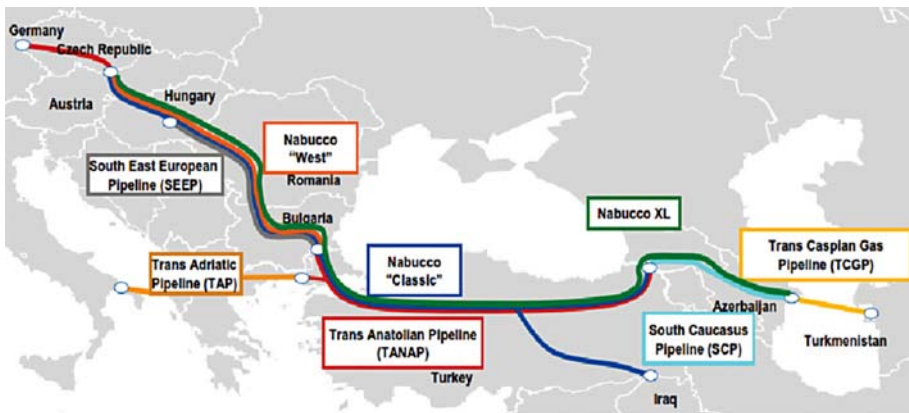 Germany
Czech Republic
Austria
Hungary
Nabucco
"West"
South East European
Pipeline (SEEP)
Romania
Nabucco XL
Bulgaria
Trans Caspian Gas
Pipeline (TCGP)
Trans Adriatic
Pipeline (TAP)
Nabucco
"Classic"
Azerbaijan
Trans Anatolian Pipeline
(TANAP)
South Caucasus
Pipeline (SCP)
Turkmenistan
Turkey
Iraq